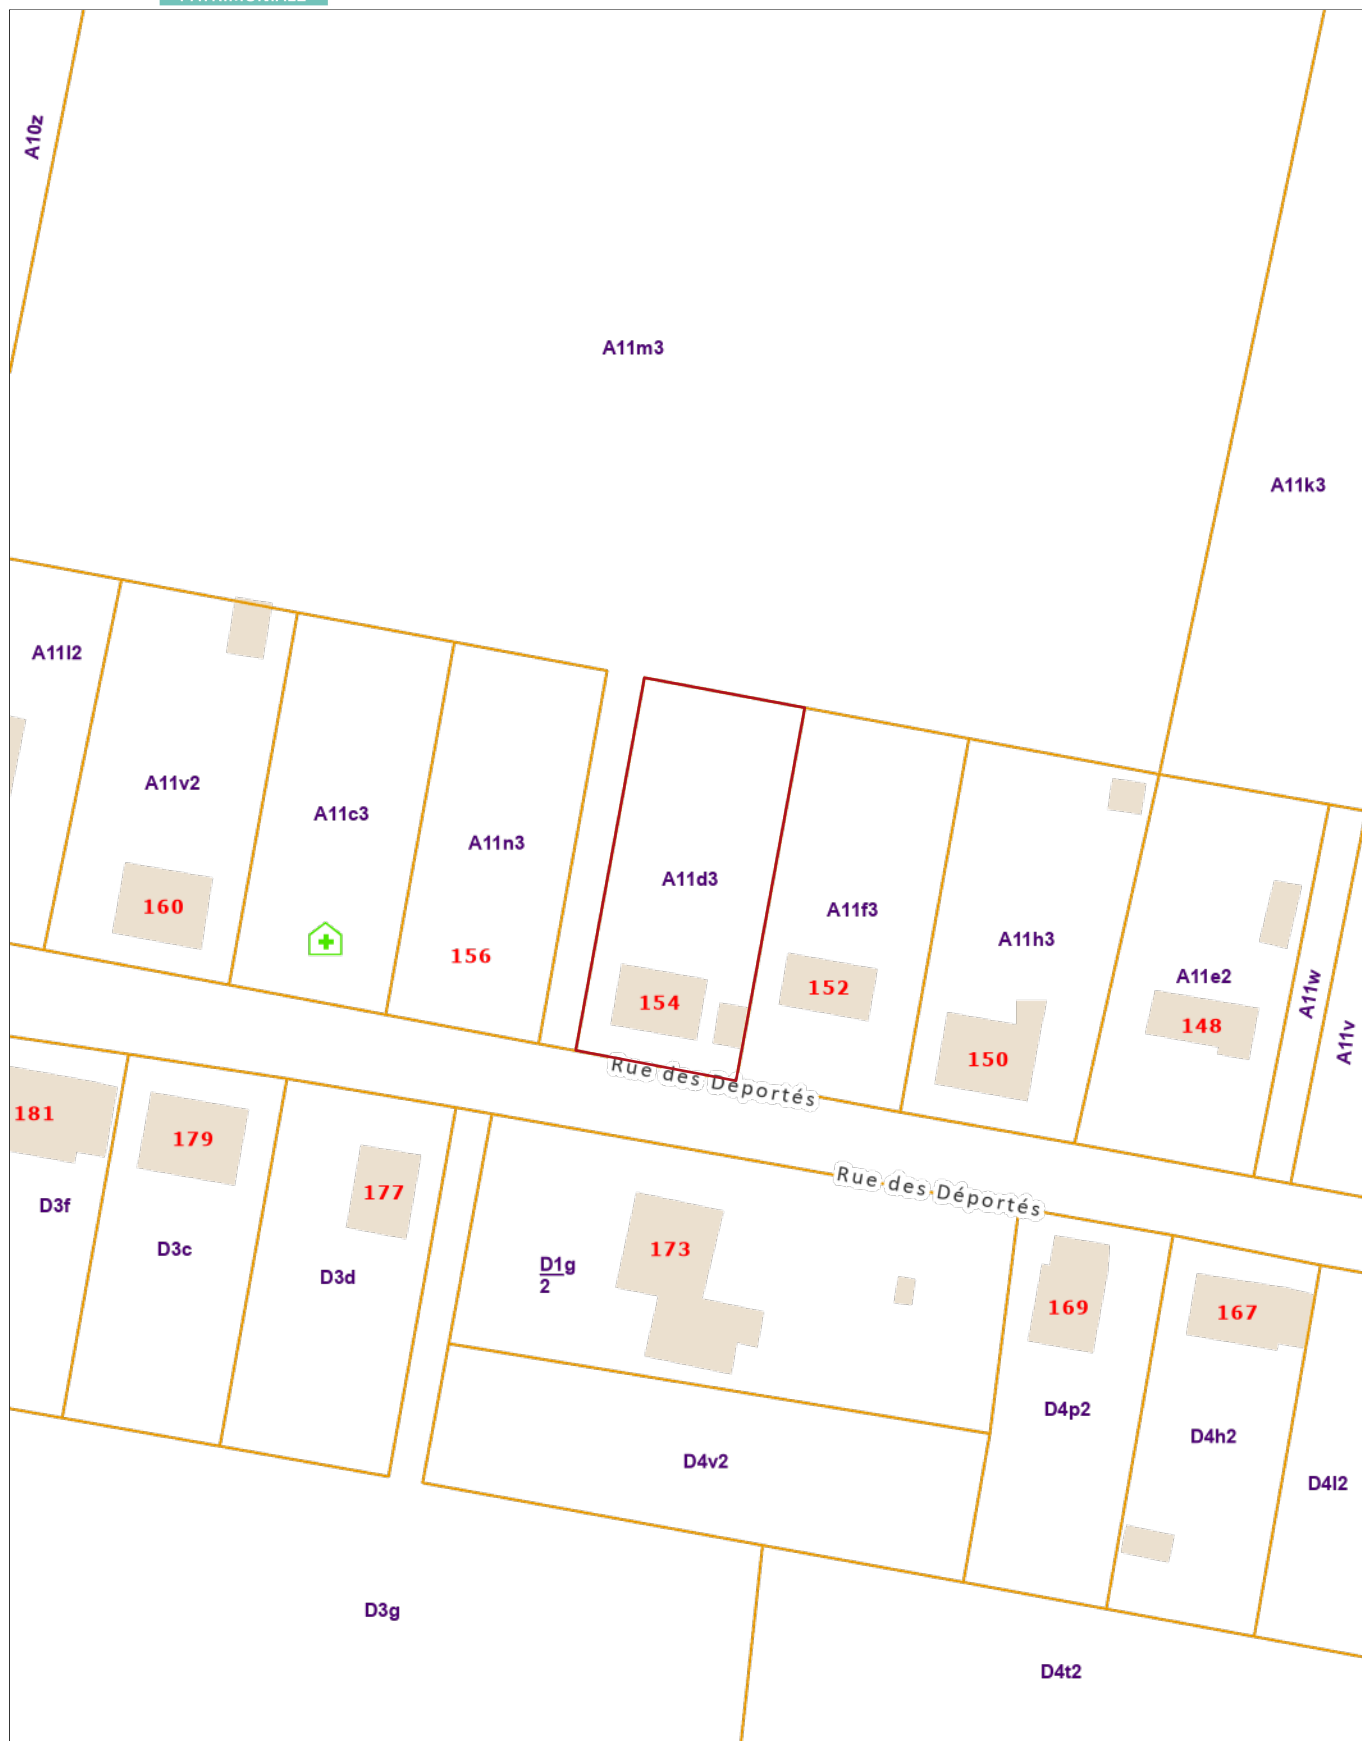 A10z
A11m3
A11k3
A11l2
A11v2
A11c3
A11n3
A11d3
A11f3
A11h3
A11e2
A11w
A11v
160
156
154
152
150
148
Rue des Déportés
Rue des Déportés
181
179
177
173
169
167
D3f
D3c
D3d
D1g
2
D4p2
D4h2
D4v2
D4l2
D3g
D4t2